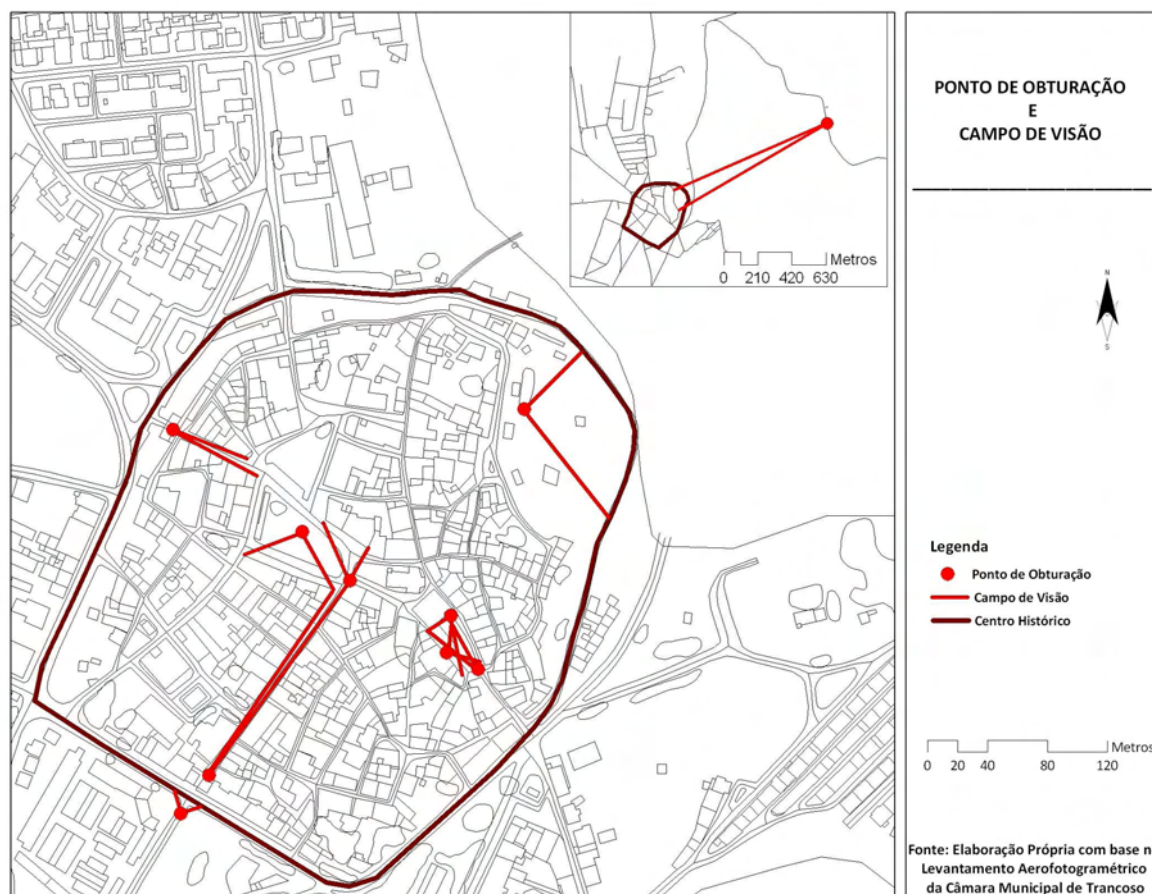 PONTO DE OBTURAÇÃO
E
CAMPO DE VISÃO
N
S
Metros
0 210 420 630
Legenda
Ponto de Obturação
Campo de Visão
Centro Histórico
Metros
0 20 40 80 120
Fonte: Elaboração Própria com base n
Levantamento Aerofotogramétrico
da Câmara Municipal de Trancoso